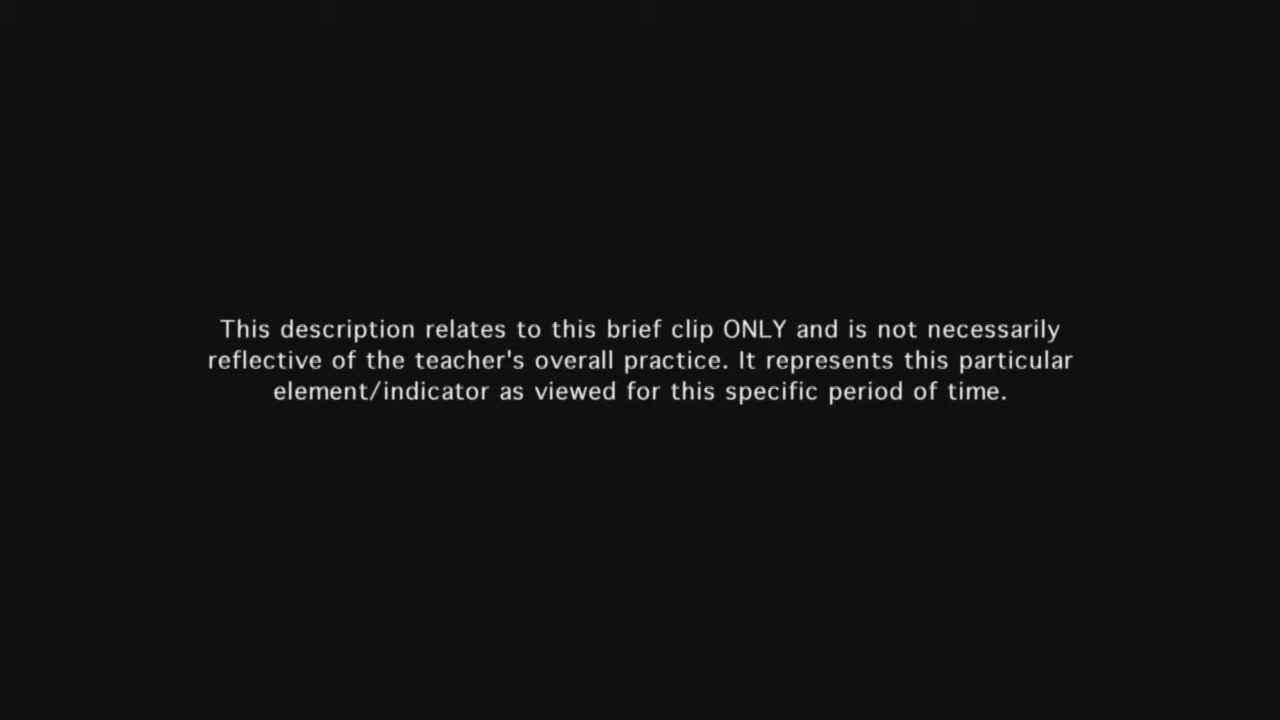 This description relates to this brief clip ONLY and is not necessarily
reflective of the teacher's overall practice. It represents this particular
element/indicator as viewed for this specific period of time.